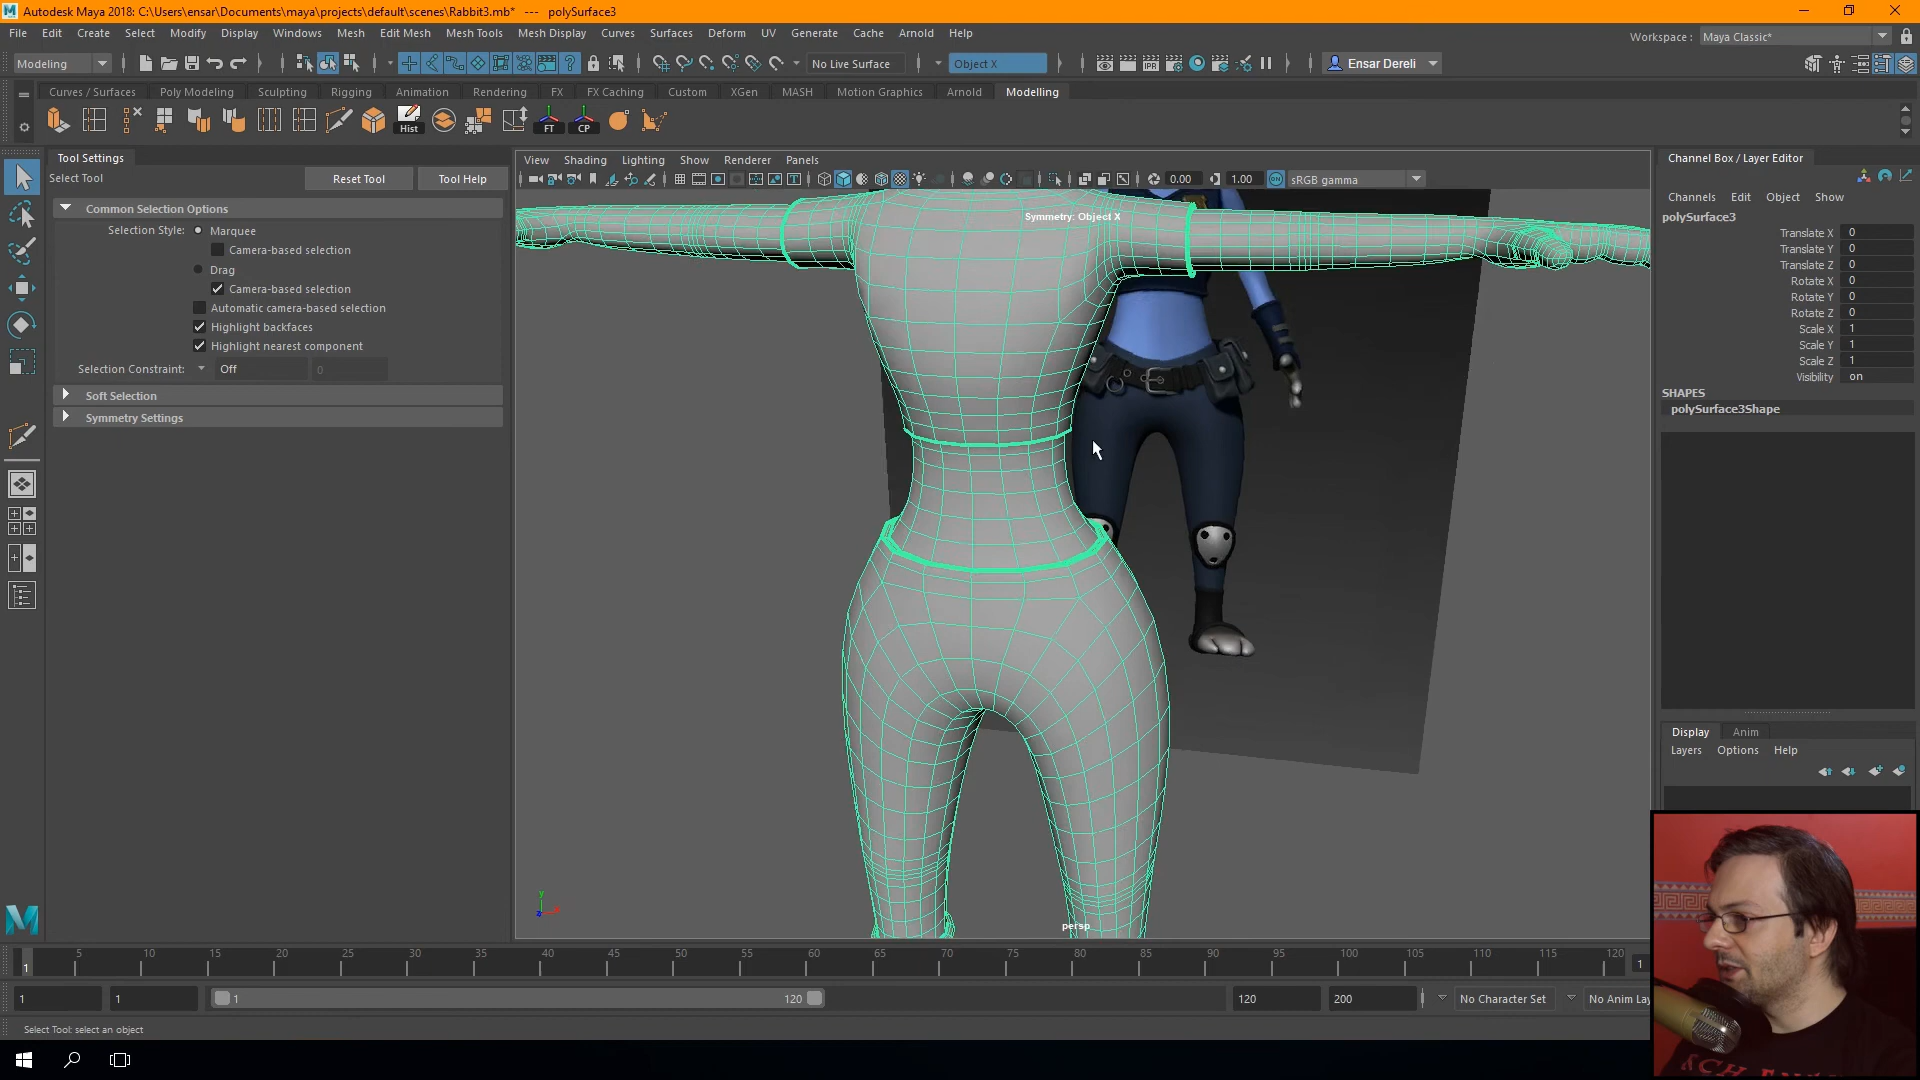 Autodesk Maya 2018: C:\Users\ensar\Documents\maya\projects\default\scenes\Rabbit3.mb* --- polySurface3
File Edit Create Select Modify Display Windows Mesh Edit Mesh Mesh Tools Mesh Display Curves Surfaces Deform UV Generate Cache Arnold Help
Workspace : Maya Classic*
Modeling No Live Surface Object X Ensar Dereli
Curves / Surfaces Poly Modeling Sculpting Rigging Animation Rendering FX FX Caching Custom XGen MASH Motion Graphics Arnold Modelling
Hist FT CP
Tool Settings
Select Tool Reset Tool Tool Help
Common Selection Options
Selection Style: Marquee
Camera-based selection
Drag
Camera-based selection
Automatic camera-based selection
Highlight backfaces
Highlight nearest component
Selection Constraint: Off 0
Soft Selection
Symmetry Settings
View Shading Lighting Show Renderer Panels
0.00 1.00 sRGB gamma
Symmetry: Object X
persp
Channel Box / Layer Editor
Channels Edit Object Show
polySurface3
Translate X 0
Translate Y 0
Translate Z 0
Rotate X 0
Rotate Y 0
Rotate Z 0
Scale X 1
Scale Y 1
Scale Z 1
Visibility on
SHAPES
polySurface3Shape
Display Anim
Layers Options Help
1 5 10 15 20 25 30 35 40 45 50 55 60 65 70 75 80 85 90 95 100 105 110 115 120 1
1 1 1 120 120 200 No Character Set No Anim Lay
Select Tool: select an object